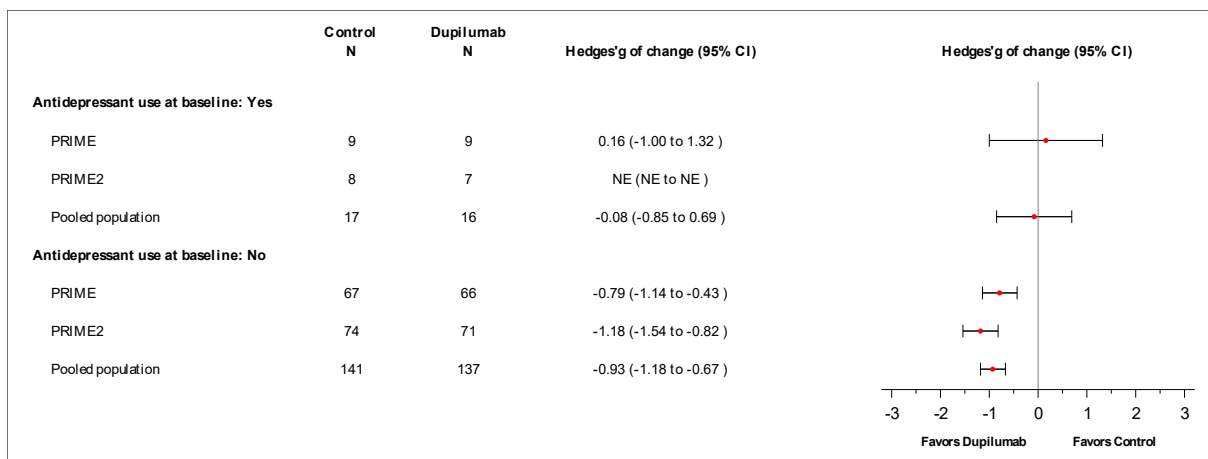 Control Dupilumab
N N Hedges'g of change (95% CI) Hedges'g of change (95% CI)
Antidepressant use at baseline: Yes
PRIME 9 9 0.16 (-1.00 to 1.32 )
PRIME2 8 7 NE (NE to NE )
Pooled population 17 16 -0.08 (-0.85 to 0.69 )
Antidepressant use at baseline: No
PRIME 67 66 -0.79 (-1.14 to -0.43 )
PRIME2 74 71 -1.18 (-1.54 to -0.82 )
Pooled population 141 137 -0.93 (-1.18 to -0.67 )
-3 -2 -1 0 1 2 3
Favors Dupilumab Favors Control